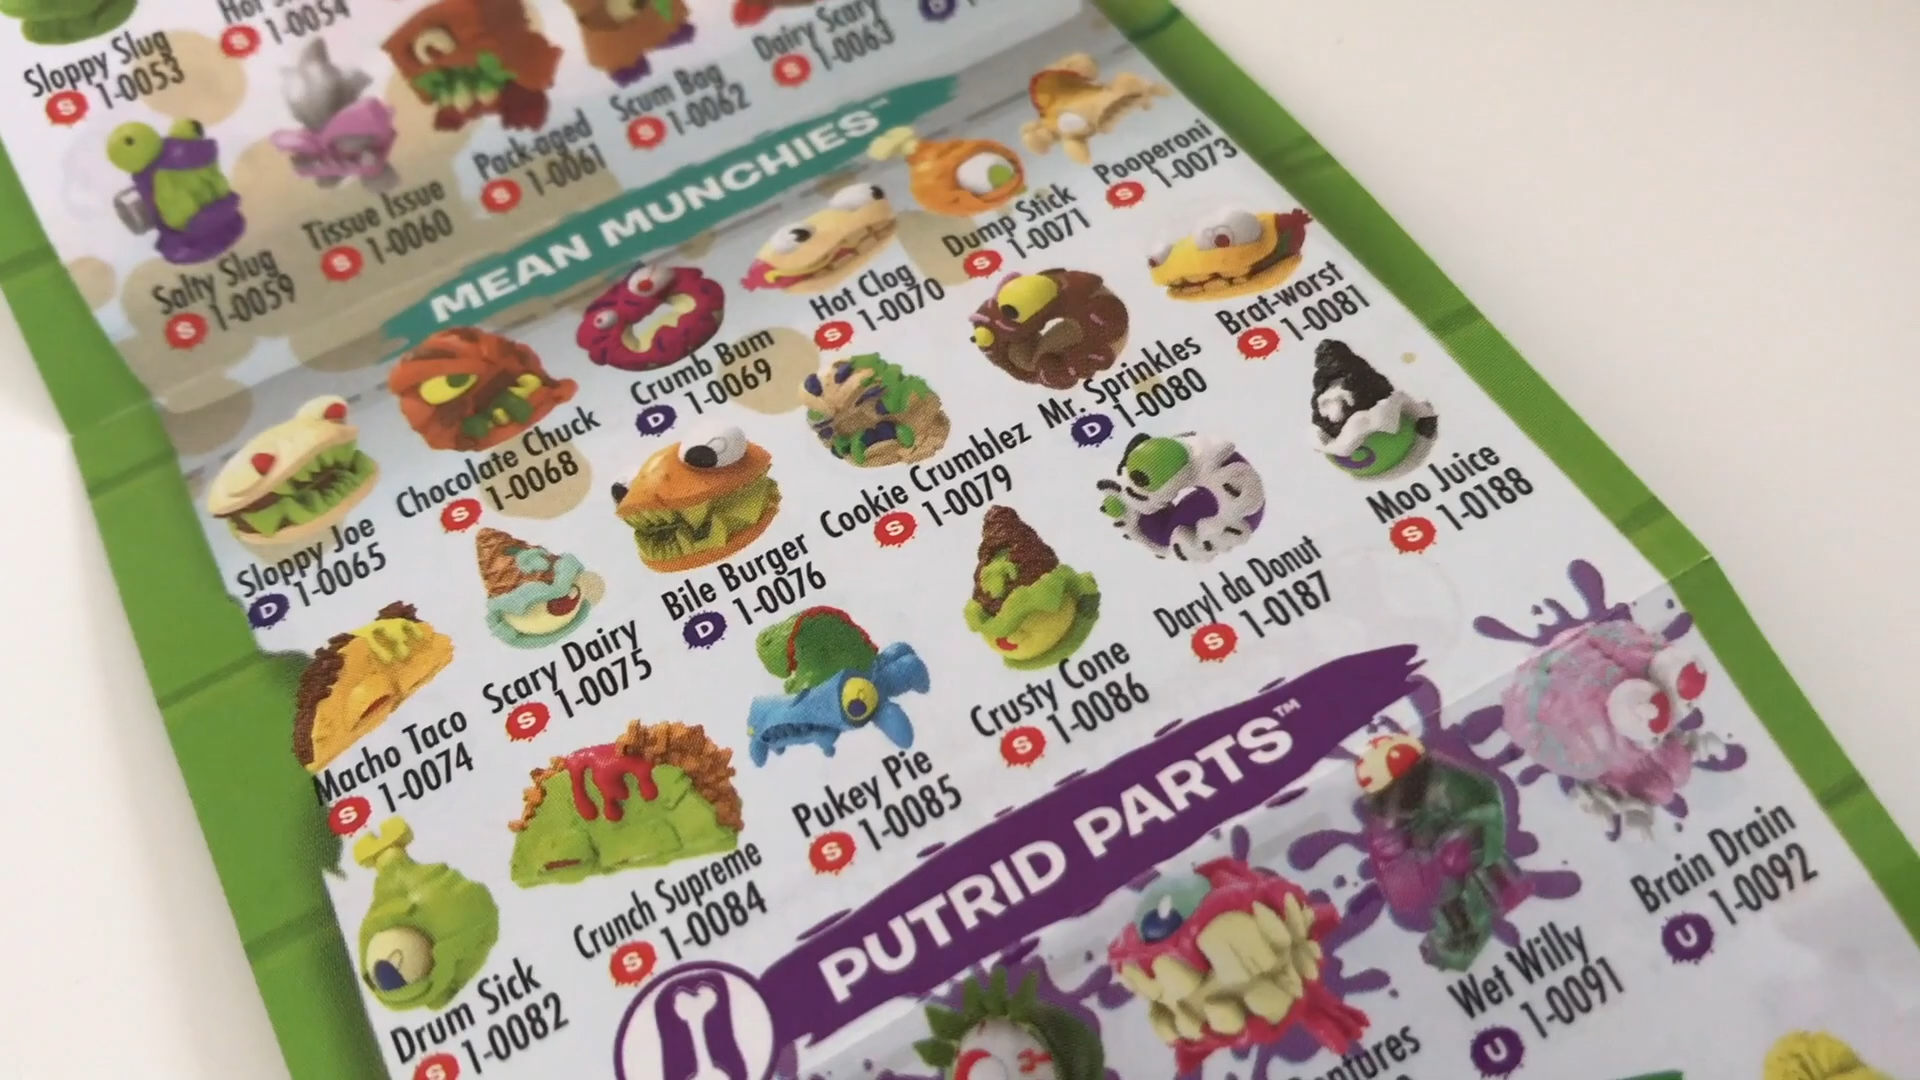 Sloppy Slug
S 1-0053
S 1-0054
Dairy Scary
S 1-0063
Scum Bag
S 1-0062
Pack-aged
S 1-0061
Tissue Issue
S 1-0060
Salty Slug
S 1-0059
MEAN MUNCHIES™
Pooperoni
S 1-0073
Dump Stick
S 1-0071
Hot Clog
S 1-0070
Crumb Bum
D 1-0069
Chocolate Chuck
S 1-0068
Sloppy Joe
D 1-0065
Brat-worst
S 1-0081
Mr. Sprinkles
D 1-0080
Cookie Crumblez
S 1-0079
Bile Burger
D 1-0076
Scary Dairy
S 1-0075
Macho Taco
S 1-0074
Moo Juice
S 1-0188
Daryl da Donut
S 1-0187
Crusty Cone
S 1-0086
Pukey Pie
S 1-0085
Crunch Supreme
S 1-0084
Drum Sick
S 1-0082
PUTRID PARTS™
Brain Drain
U 1-0092
Wet Willy
U 1-0091